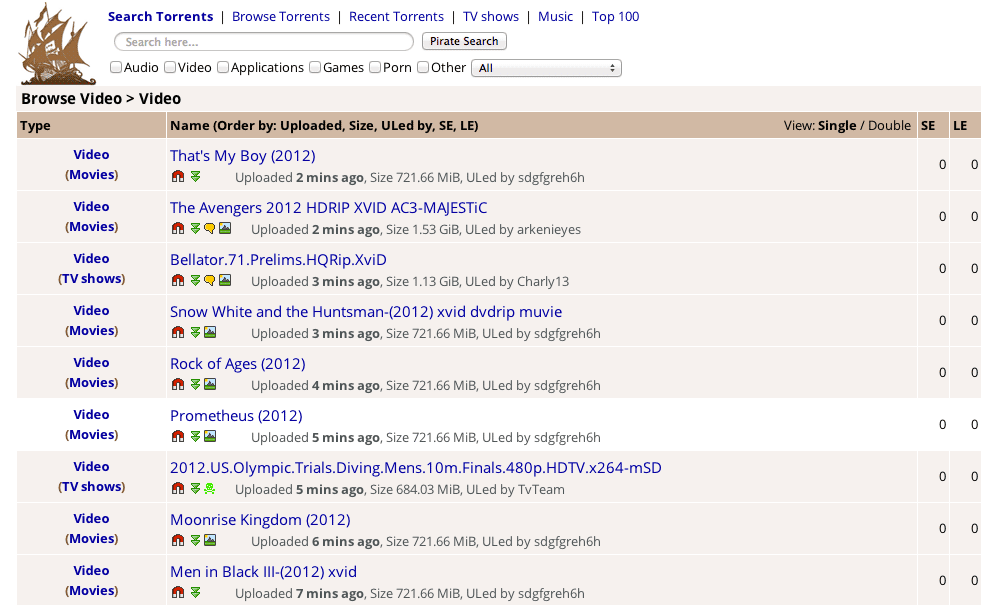 Search Torrents | Browse Torrents | Recent Torrents | TV shows | Music | Top 100
Search here... Pirate Search
Audio Video Applications Games Porn Other All
Browse Video > Video
Type Name (Order by: Uploaded, Size, ULed by, SE, LE) View: Single / Double SE LE
Video That's My Boy (2012)
(Movies) Uploaded 2 mins ago, Size 721.66 MiB, ULed by sdgfgreh6h 0 0
Video The Avengers 2012 HDRIP XVID AC3-MAJESTiC
(Movies) Uploaded 2 mins ago, Size 1.53 GiB, ULed by arkenieyes 0 0
Video Bellator.71.Prelims.HQRip.XviD
(TV shows) Uploaded 3 mins ago, Size 1.13 GiB, ULed by Charly13 0 0
Video Snow White and the Huntsman-(2012) xvid dvdrip muvie
(Movies) Uploaded 3 mins ago, Size 721.66 MiB, ULed by sdgfgreh6h 0 0
Video Rock of Ages (2012)
(Movies) Uploaded 4 mins ago, Size 721.66 MiB, ULed by sdgfgreh6h 0 0
Video Prometheus (2012)
(Movies) Uploaded 5 mins ago, Size 721.66 MiB, ULed by sdgfgreh6h 0 0
Video 2012.US.Olympic.Trials.Diving.Mens.10m.Finals.480p.HDTV.x264-mSD
(TV shows) Uploaded 5 mins ago, Size 684.03 MiB, ULed by TvTeam 0 0
Video Moonrise Kingdom (2012)
(Movies) Uploaded 6 mins ago, Size 721.66 MiB, ULed by sdgfgreh6h 0 0
Video Men in Black III-(2012) xvid
(Movies) Uploaded 7 mins ago, Size 721.66 MiB, ULed by sdgfgreh6h 0 0